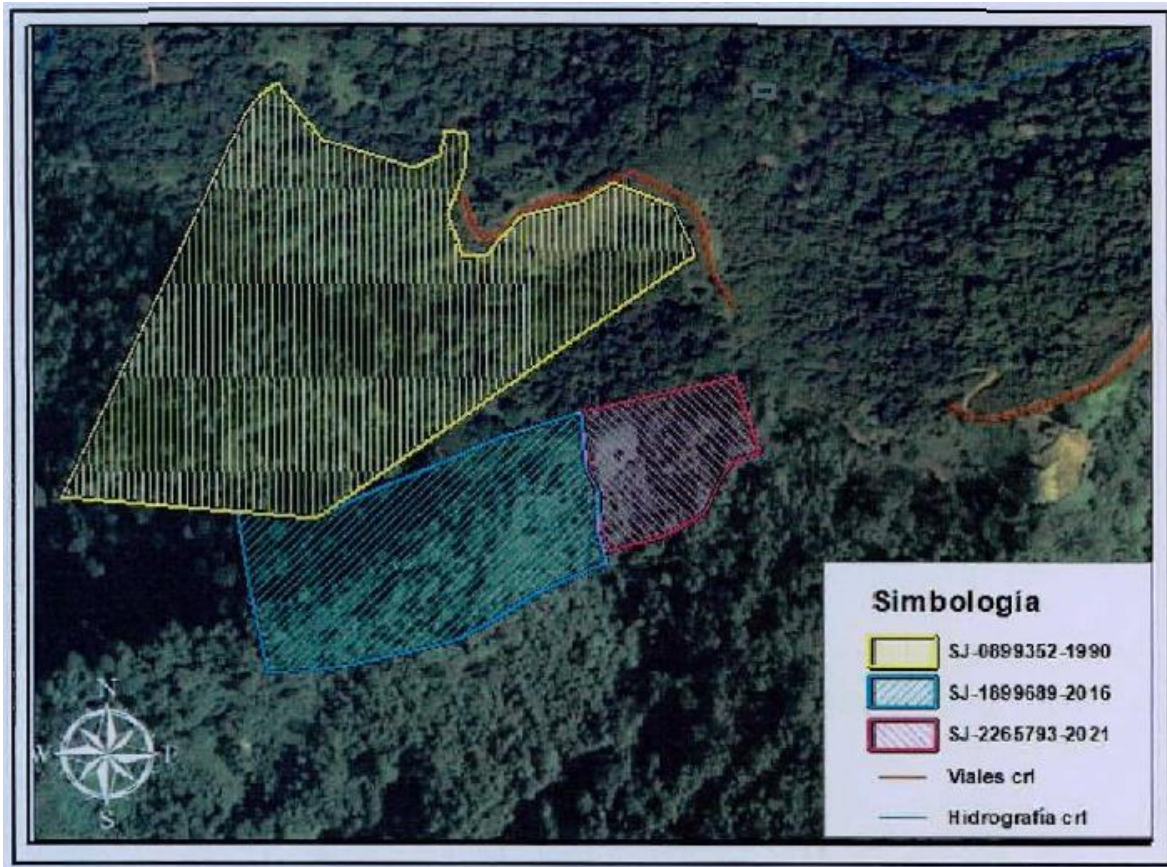 Simbología
SJ-0899352-1990
SJ-1899689-2016
SJ-2265793-2021
Viales crl
Hidrografía crl
N
W
S